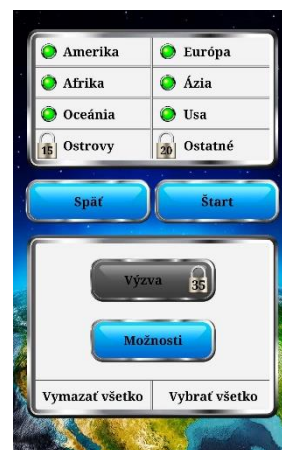 Amerika Európa
Afrika Ázia
Oceánia Usa
15 Ostrovy 20 Ostatné
Späť Štart
Výzva 35
Možnosti
Vymazať všetko Vybrať všetko